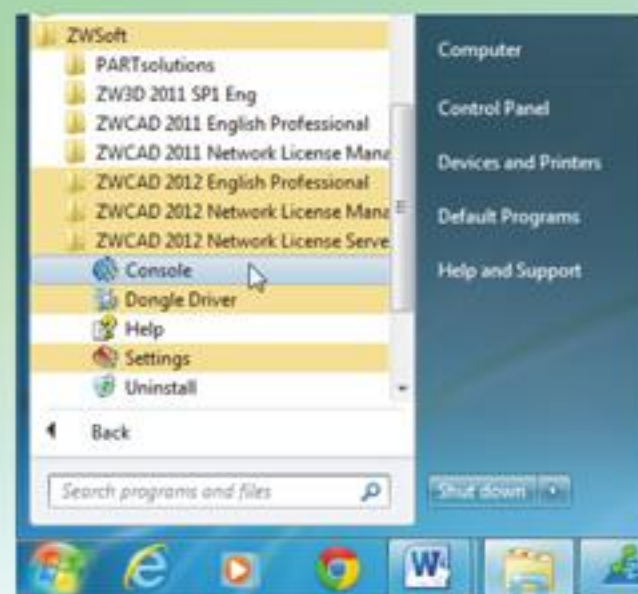 ZWSoft
PARTsolutions
ZW3D 2011 SP1 Eng
ZWCAD 2011 English Professional
ZWCAD 2011 Network License Mana
ZWCAD 2012 English Professional
ZWCAD 2012 Network License Mana
ZWCAD 2012 Network License Serve
Console
Dongle Driver
Help
Settings
Uninstall
Back
Search programs and files
Computer
Control Panel
Devices and Printers
Default Programs
Help and Support
Shut down
W